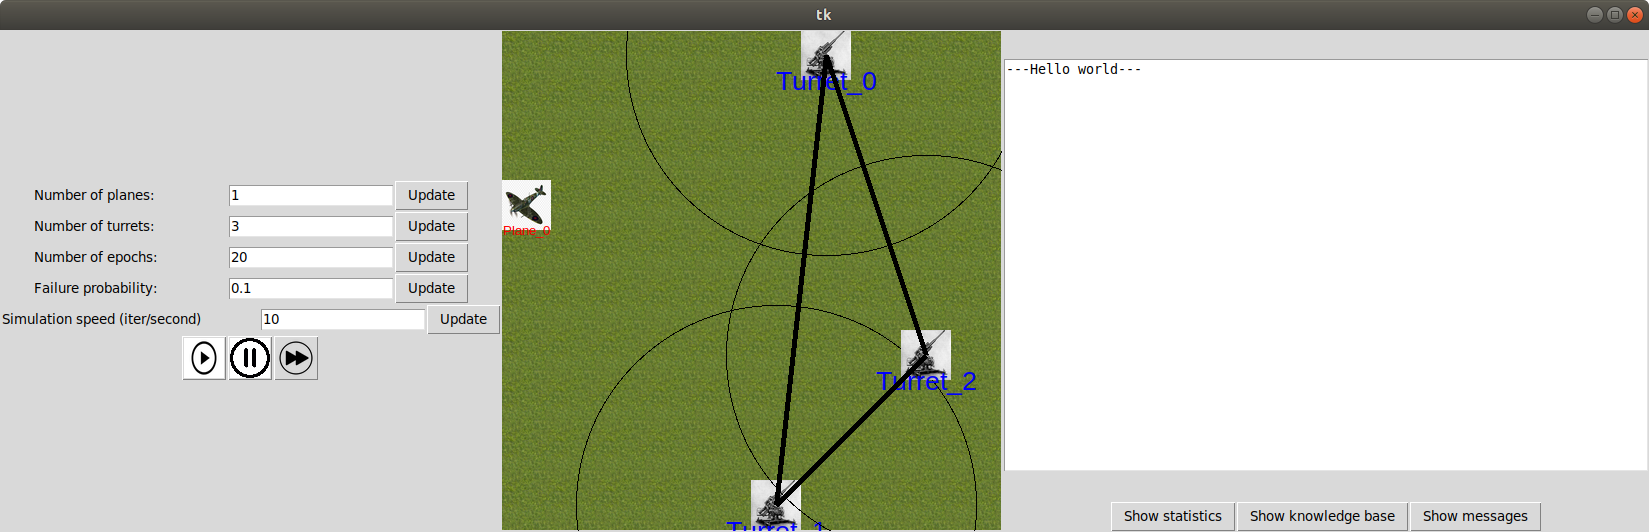 tk
Number of planes: 1 Update
Number of turrets: 3 Update
Number of epochs: 20 Update
Failure probability: 0.1 Update
Simulation speed (iter/second) 10 Update
Turret_0
Plane_0
Turret_2
Turret_1
---Hello world---
Show statistics Show knowledge base Show messages